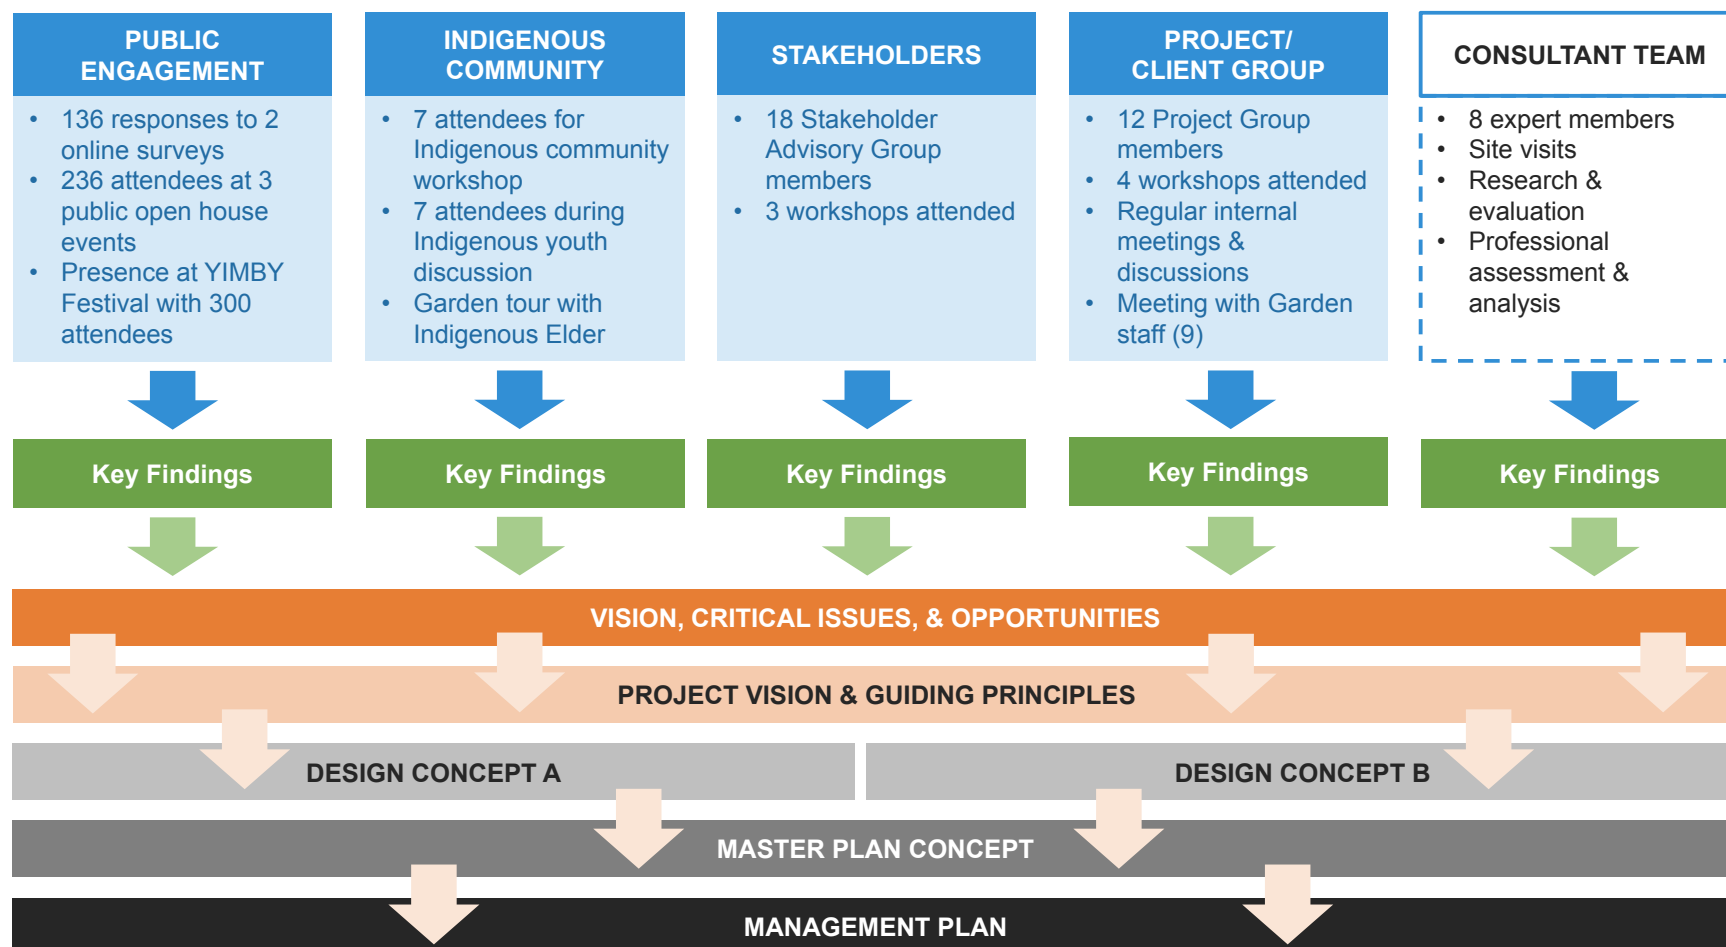 PUBLIC
ENGAGEMENT
• 136 responses to 2
online surveys
• 236 attendees at 3
public open house
events
• Presence at YIMBY
Festival with 300
attendees
INDIGENOUS
COMMUNITY
• 7 attendees for
Indigenous community
workshop
• 7 attendees during
Indigenous youth
discussion
• Garden tour with
Indigenous Elder
STAKEHOLDERS
• 18 Stakeholder
Advisory Group
members
• 3 workshops attended
PROJECT/
CLIENT GROUP
• 12 Project Group
members
• 4 workshops attended
• Regular internal
meetings &
discussions
• Meeting with Garden
staff (9)
CONSULTANT TEAM
• 8 expert members
• Site visits
• Research &
evaluation
• Professional
assessment &
analysis
Key Findings
Key Findings
Key Findings
Key Findings
Key Findings
VISION, CRITICAL ISSUES, & OPPORTUNITIES
PROJECT VISION & GUIDING PRINCIPLES
DESIGN CONCEPT A
DESIGN CONCEPT B
MASTER PLAN CONCEPT
MANAGEMENT PLAN